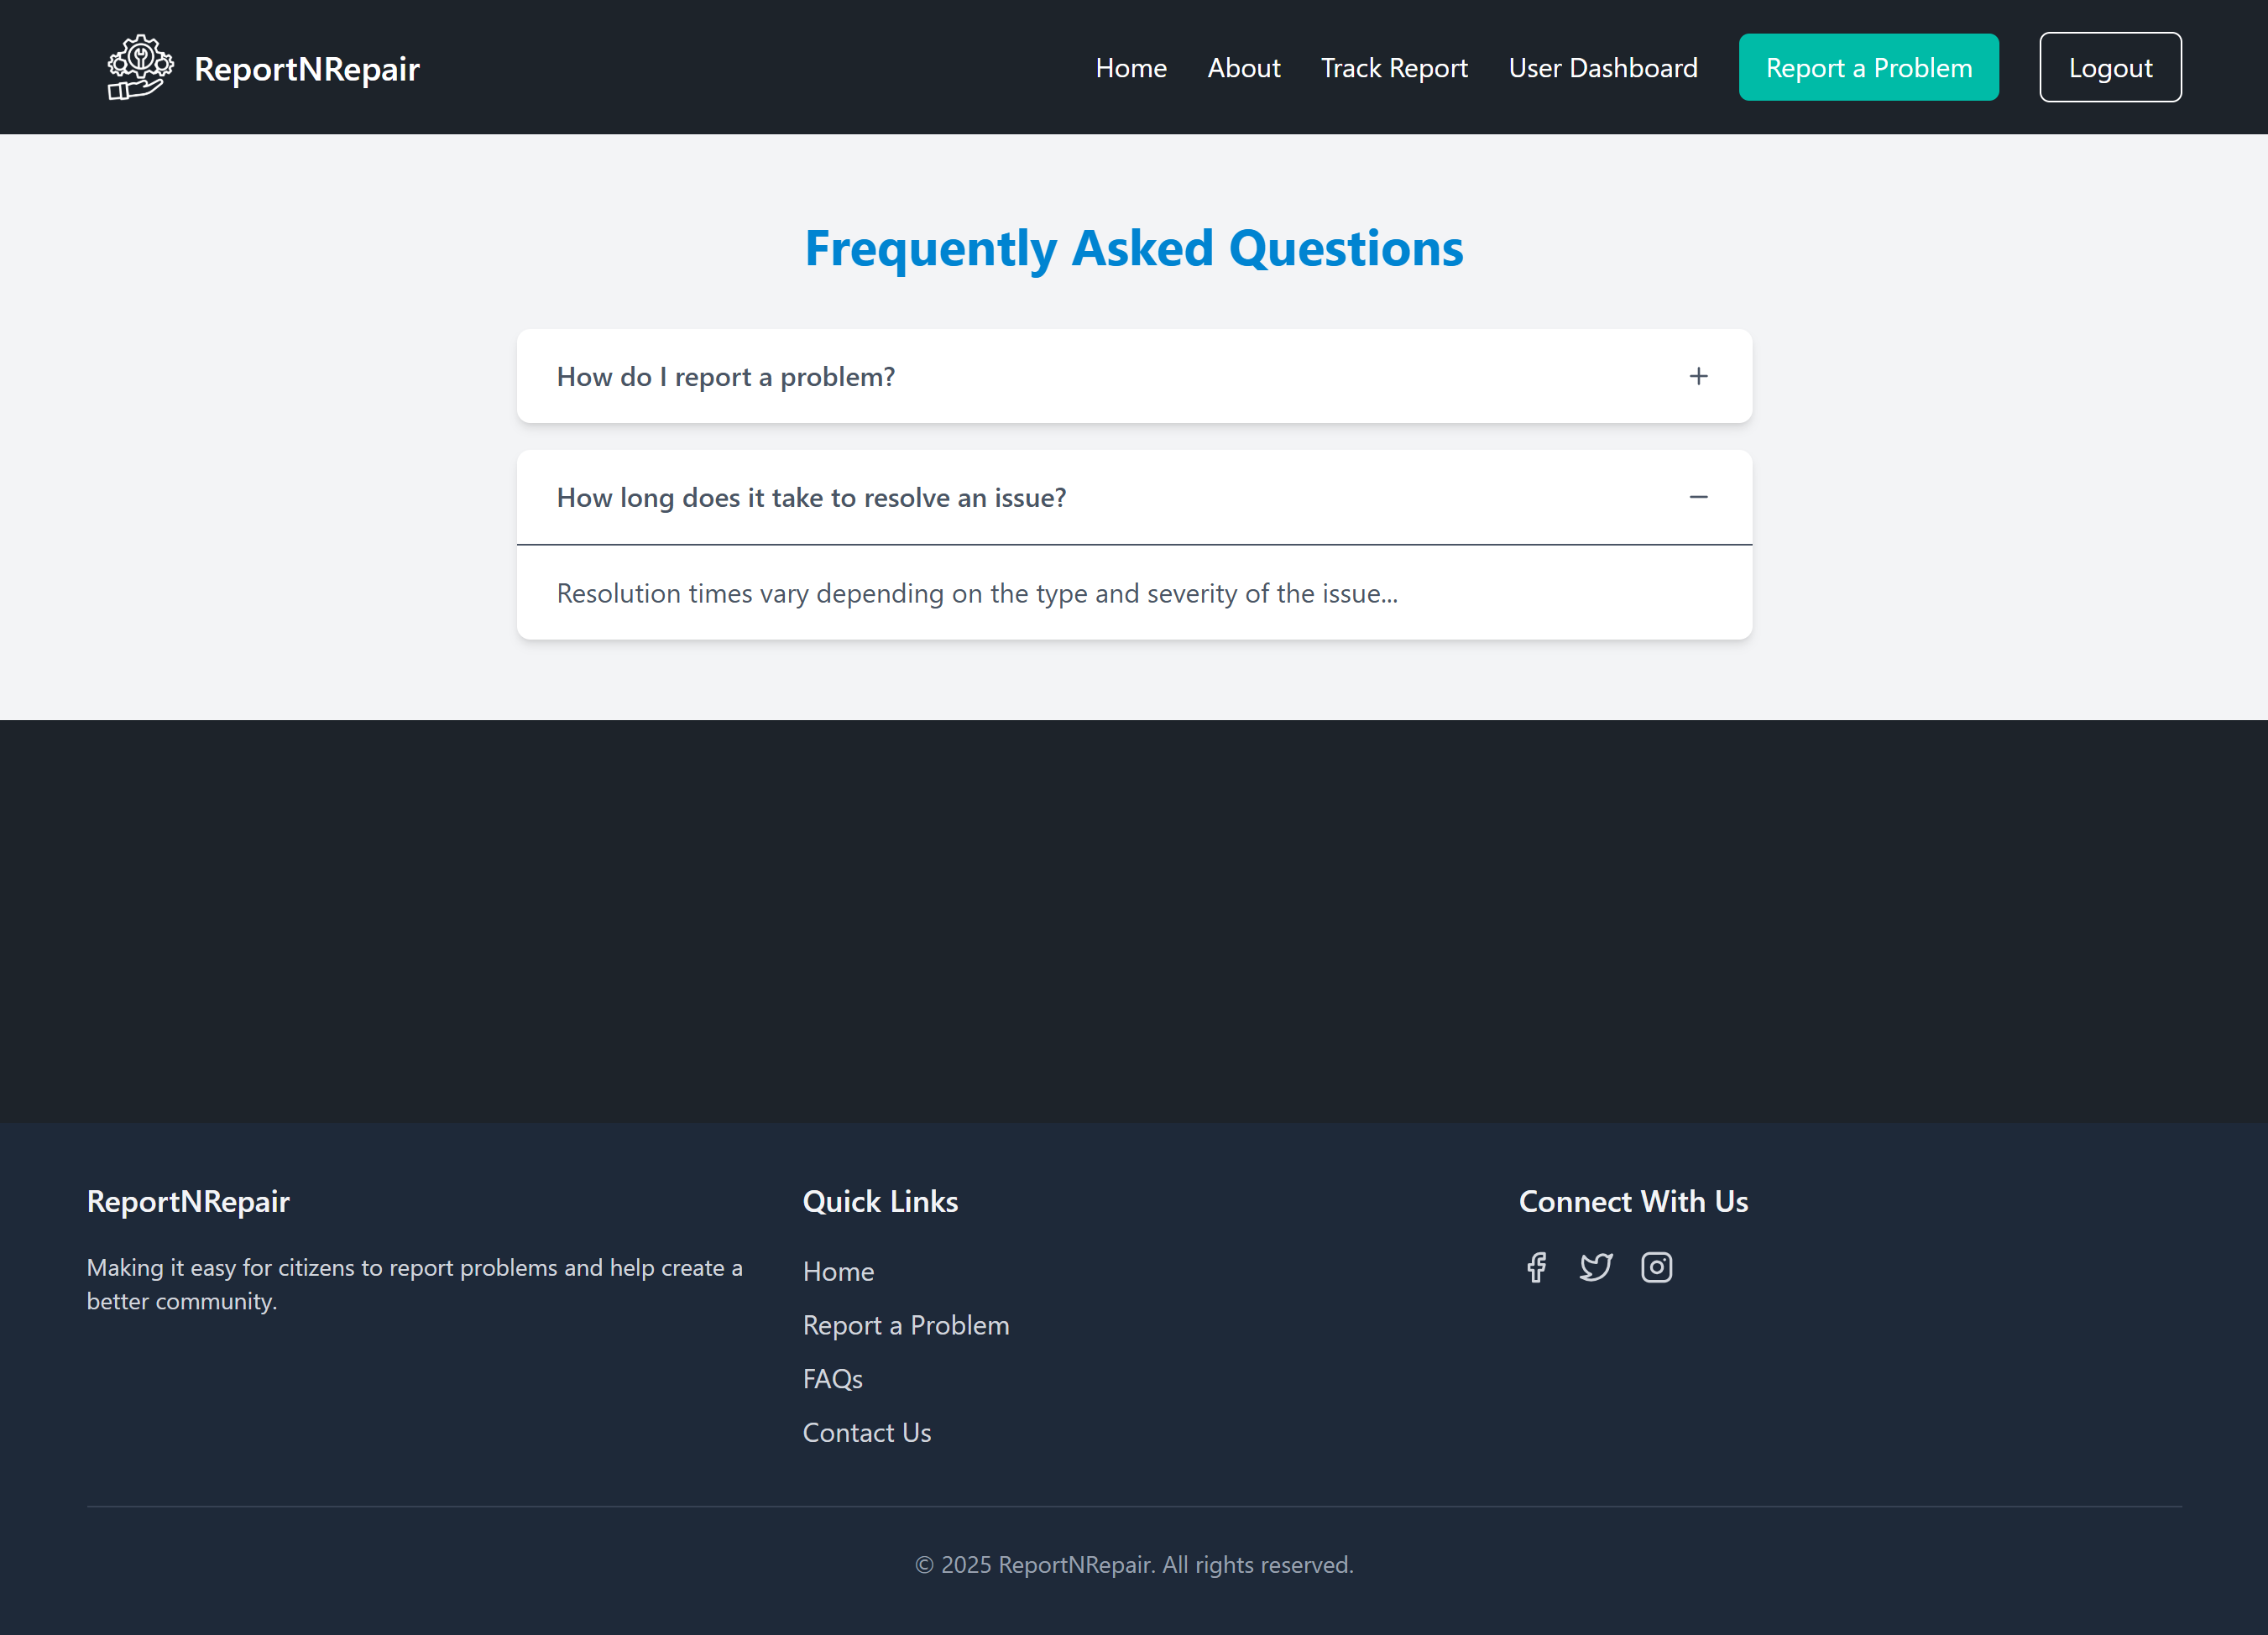 ReportNRepair
Home
About
Track Report
User Dashboard
Report a Problem
Logout
Frequently Asked Questions
How do I report a problem?
How long does it take to resolve an issue?
Resolution times vary depending on the type and severity of the issue...
ReportNRepair
Making it easy for citizens to report problems and help create a
better community.
Quick Links
Home
Report a Problem
FAQs
Contact Us
Connect With Us
© 2025 ReportNRepair. All rights reserved.